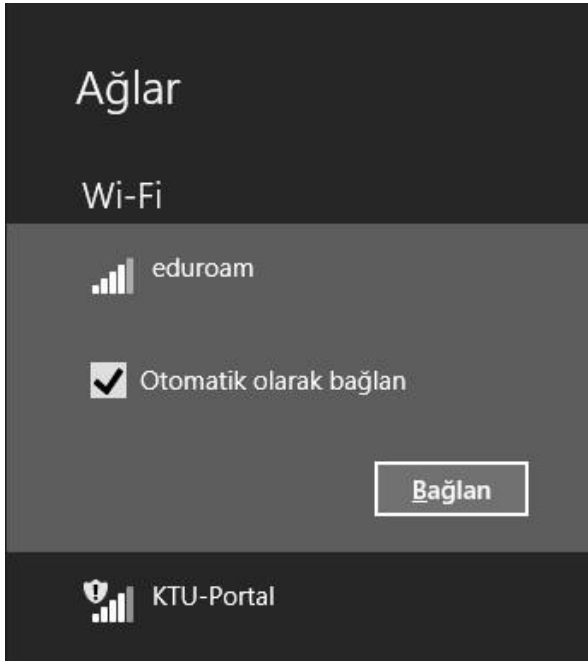 Ağlar
Wi-Fi
eduroam
Otomatik olarak bağlan
Bağlan
KTU-Portal